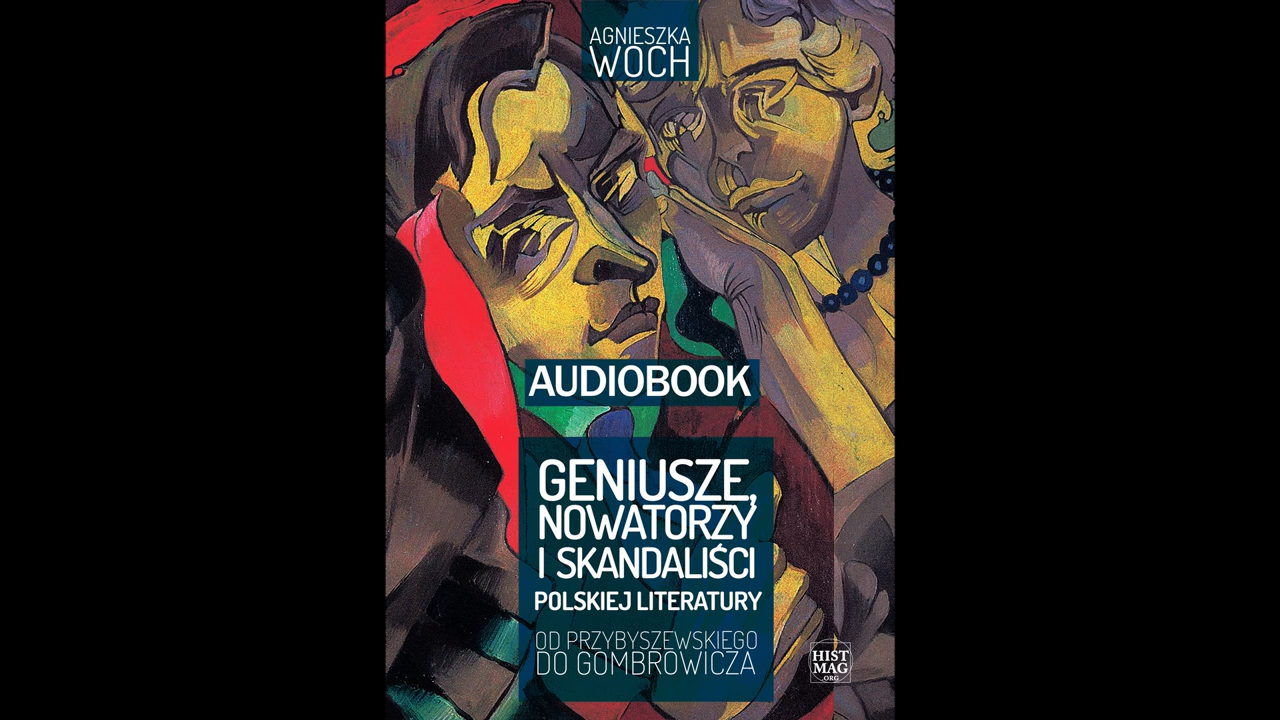 AGNIESZKA
WOCH
AUDIOBOOK
GENIUSZE,
NOWATORZY
I SKANDALIŚCI
POLSKIEJ LITERATURY
OD PRZYBYSZEWSKIEGO
DO GOMBROWICZA
HIST
MAG
.ORG